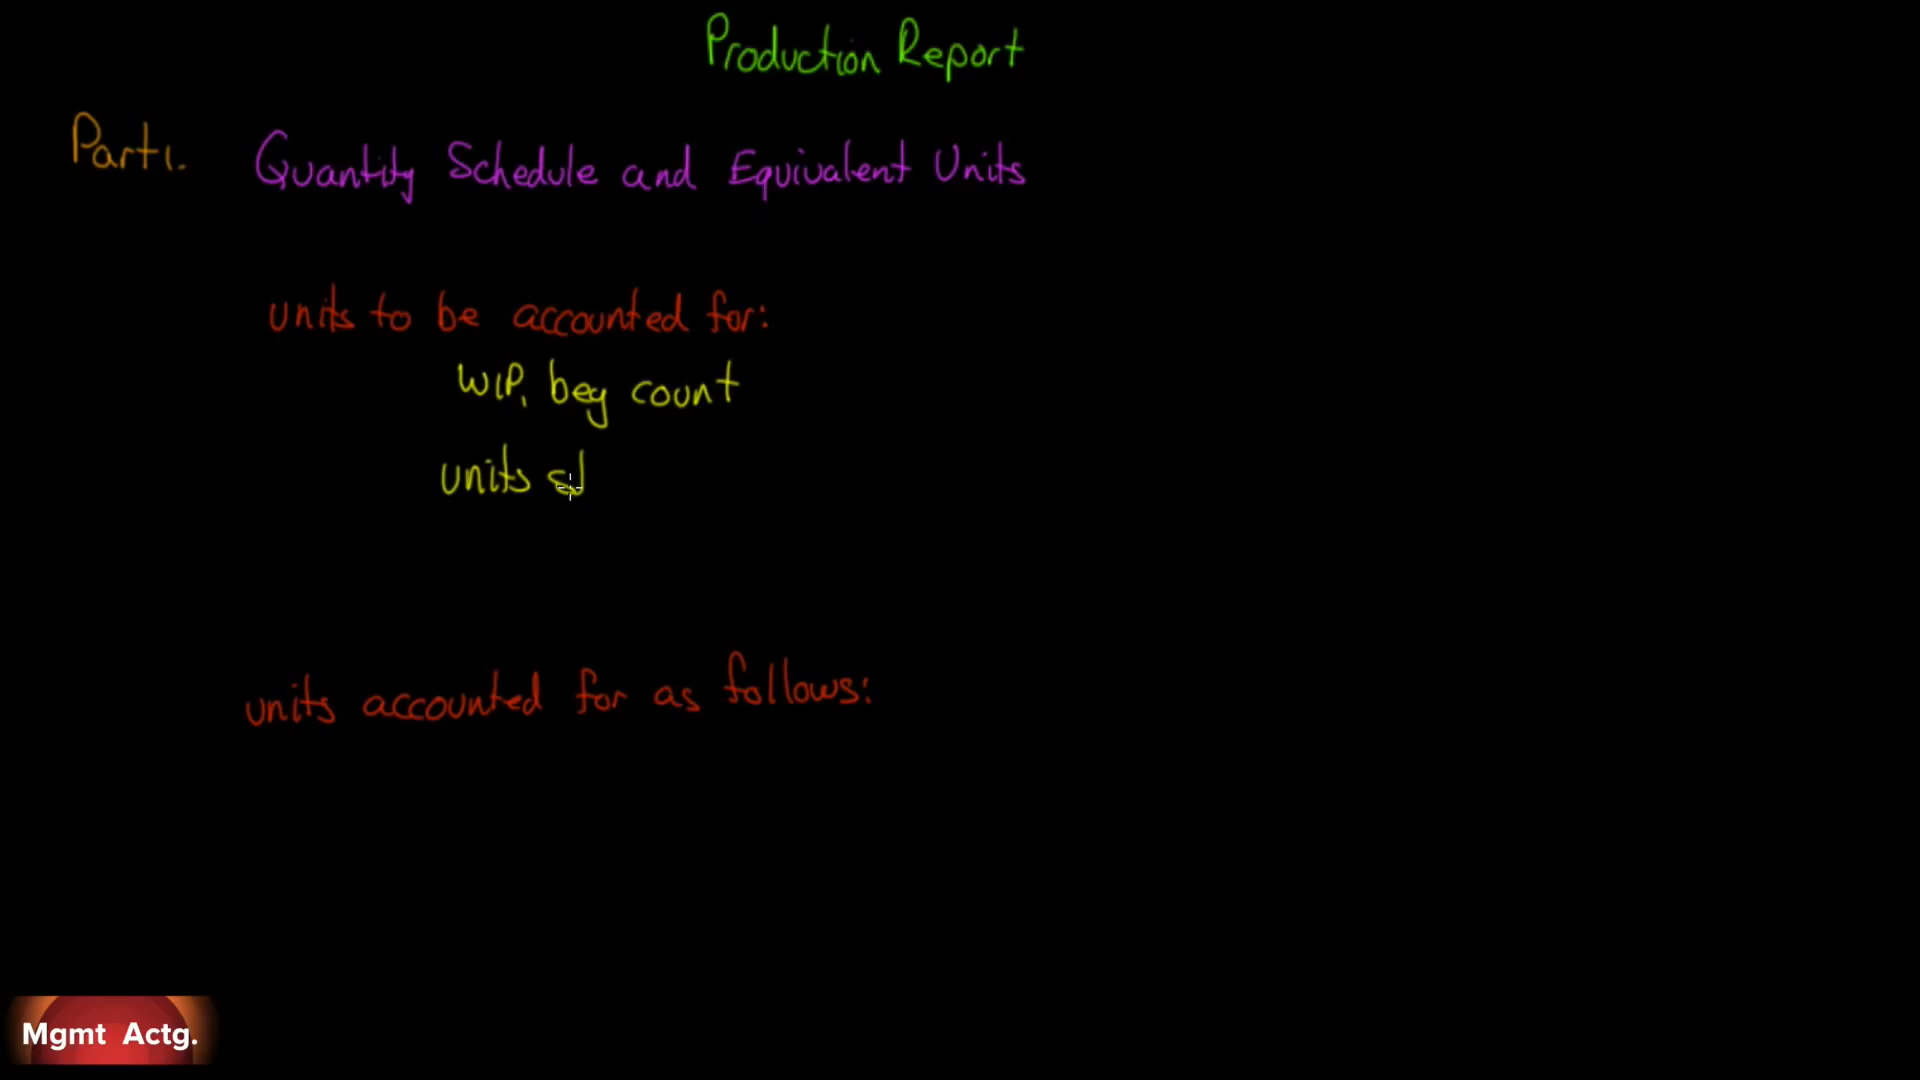 Production Report
Part 1. Quantity Schedule and Equivalent Units
units to be accounted for:
WIP, beg count
units
units accounted for as follows:
Mgmt Actg.